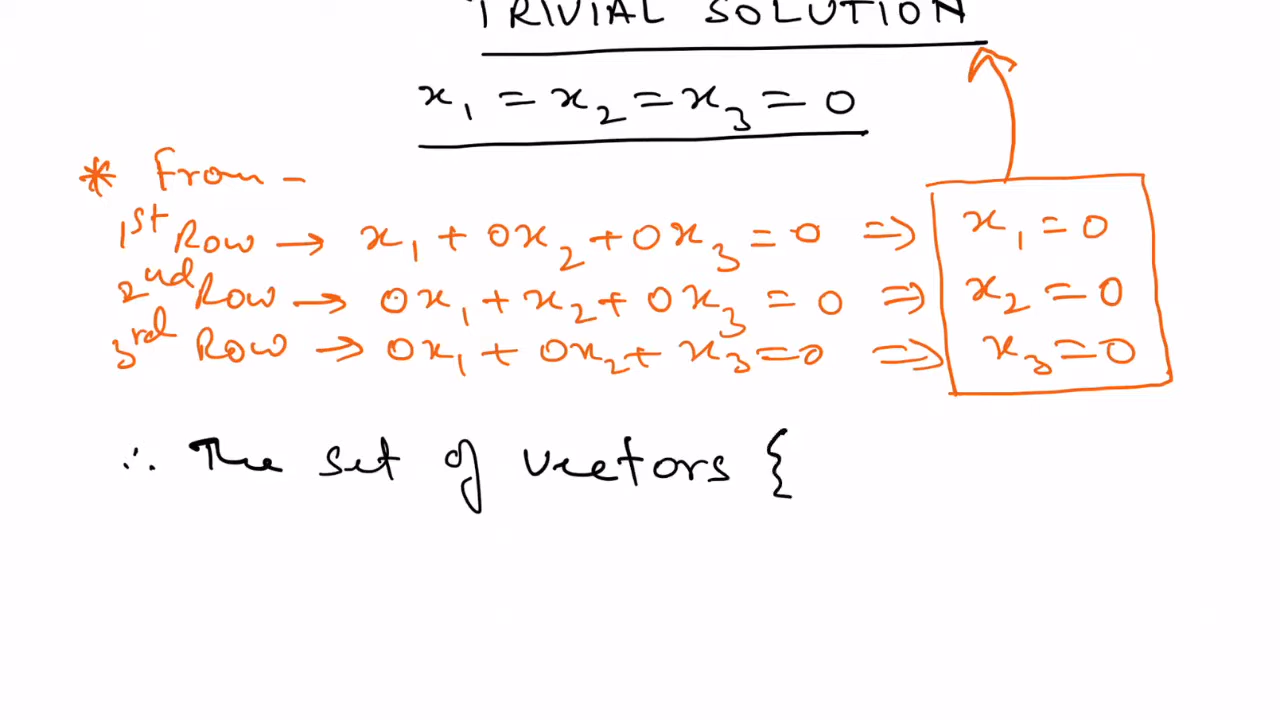 TRIVIAL SOLUTION
x₁ = x₂ = x₃ = 0
* From -
1st Row → x₁ + 0x₂ + 0x₃ = 0 ⇒ x₁ = 0
2nd Row → 0x₁ + x₂ + 0x₃ = 0 ⇒ x₂ = 0
3rd Row → 0x₁ + 0x₂ + x₃ = 0 ⇒ x₃ = 0
∴ The set of vectors {